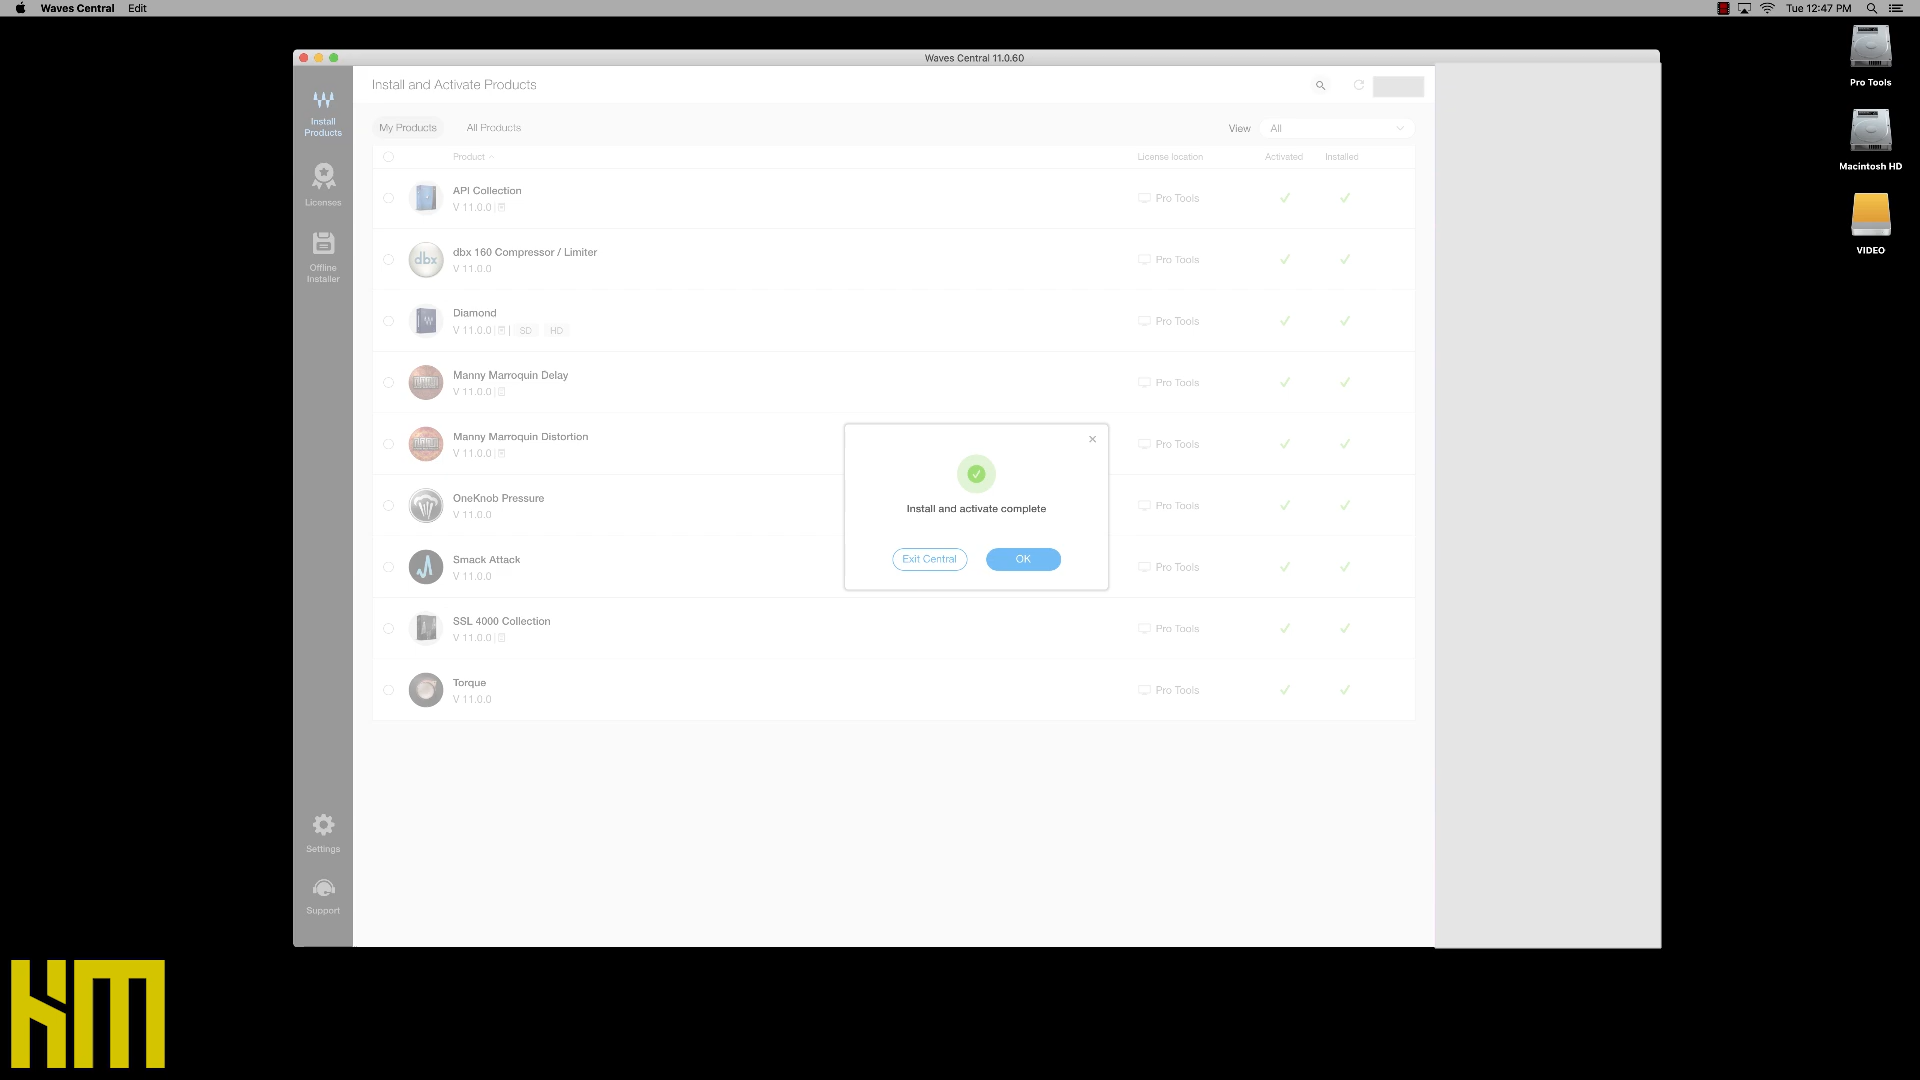 Waves Central Edit
Tue 12:47 PM
Waves Central 11.0.60
Pro Tools
Macintosh HD
VIDEO
Install
Products
Licenses
Offline
Installer
Settings
Support
Install and Activate Products
My Products All Products
View All
Product License location Activated Installed
API Collection
V 11.0.0
Pro Tools
dbx
dbx 160 Compressor / Limiter
V 11.0.0
Pro Tools
Diamond
V 11.0.0 | SD HD
Pro Tools
Manny Marroquin Delay
V 11.0.0
Pro Tools
Manny Marroquin Distortion
V 11.0.0
Pro Tools
OneKnob Pressure
V 11.0.0
Pro Tools
Smack Attack
V 11.0.0
Pro Tools
SSL 4000 Collection
V 11.0.0
Pro Tools
Torque
V 11.0.0
Pro Tools
Install and activate complete
Exit Central OK
HM